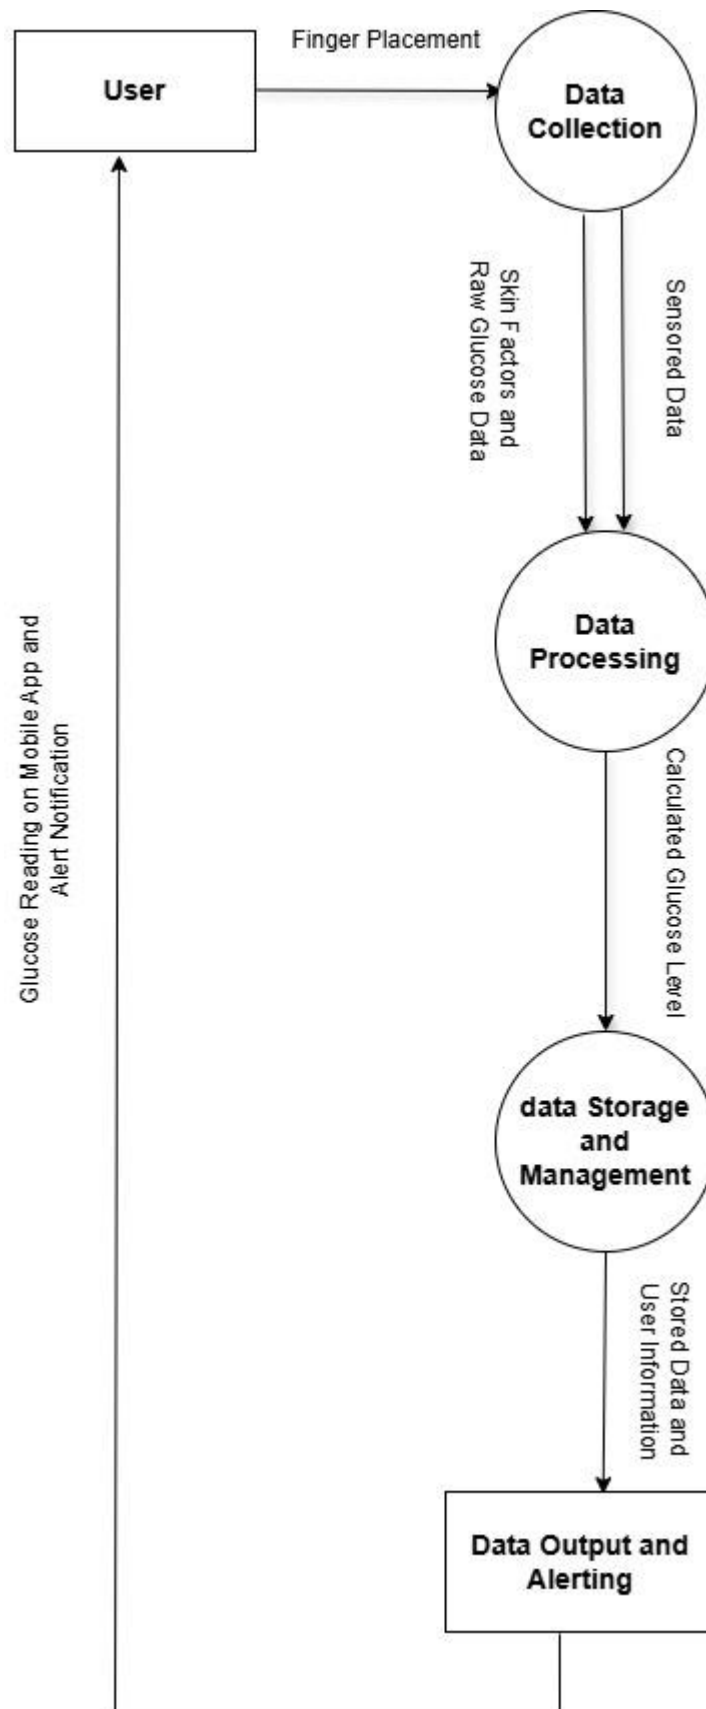 Finger Placement
User
Data
Collection
Skin Factors and
Raw Glucose Data
Sensored Data
Data
Processing
Glucose Reading on Mobile App and
Alert Notification
Calculated Glucose Level
data Storage
and
Management
Stored Data and
User Information
Data Output and
Alerting